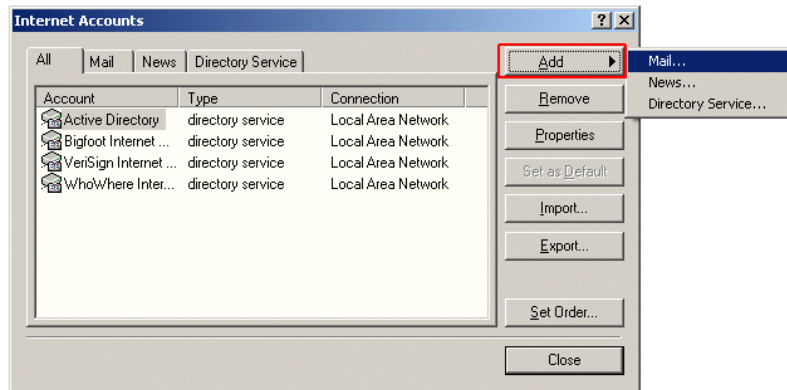 Internet Accounts
All Mail News Directory Service
Add
Mail...
News...
Directory Service...
Account Type Connection
Active Directory directory service Local Area Network
Bigfoot Internet ... directory service Local Area Network
VeriSign Internet ... directory service Local Area Network
WhoWhere Inter... directory service Local Area Network
Remove
Properties
Set as Default
Import...
Export...
Set Order...
Close